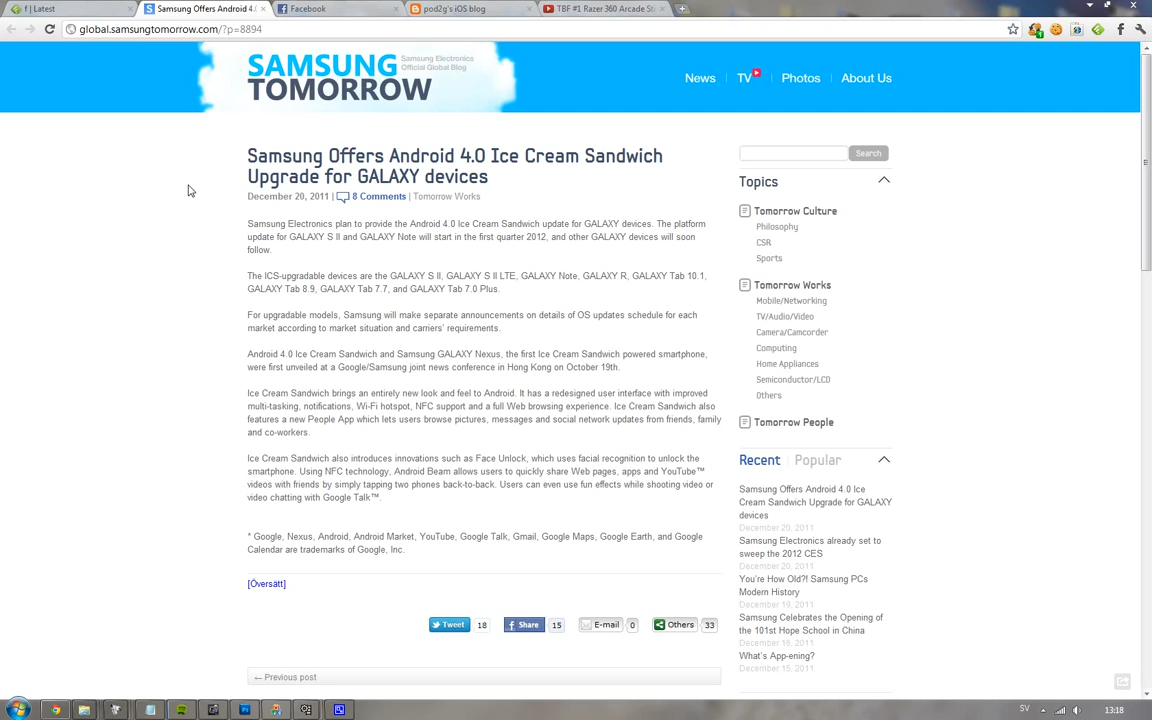 f | Latest
Samsung Offers Android 4.
Facebook
pod2g's iOS blog
TBF #1 Razer 360 Arcade St
global.samsungtomorrow.com/?p=8894
SAMSUNG
TOMORROW
Samsung Electronics
Official Global Blog
News
TV
Photos
About Us
Samsung Offers Android 4.0 Ice Cream Sandwich
Upgrade for GALAXY devices
December 20, 2011 | 8 Comments | Tomorrow Works
Samsung Electronics plan to provide the Android 4.0 Ice Cream Sandwich update for GALAXY devices. The platform
update for GALAXY S II and GALAXY Note will start in the first quarter 2012, and other GALAXY devices will soon
follow.
The ICS-upgradable devices are the GALAXY S II, GALAXY S II LTE, GALAXY Note, GALAXY R, GALAXY Tab 10.1,
GALAXY Tab 8.9, GALAXY Tab 7.7, and GALAXY Tab 7.0 Plus.
For upgradable models, Samsung will make separate announcements on details of OS updates schedule for each
market according to market situation and carriers' requirements.
Android 4.0 Ice Cream Sandwich and Samsung GALAXY Nexus, the first Ice Cream Sandwich powered smartphone,
were first unveiled at a Google/Samsung joint news conference in Hong Kong on October 19th.
Ice Cream Sandwich brings an entirely new look and feel to Android. It has a redesigned user interface with improved
multi-tasking, notifications, Wi-Fi hotspot, NFC support and a full Web browsing experience. Ice Cream Sandwich also
features a new People App which lets users browse pictures, messages and social network updates from friends, family
and co-workers.
Ice Cream Sandwich also introduces innovations such as Face Unlock, which uses facial recognition to unlock the
smartphone. Using NFC technology, Android Beam allows users to quickly share Web pages, apps and YouTube™
videos with friends by simply tapping two phones back-to-back. Users can even use fun effects while shooting video or
video chatting with Google Talk™.
* Google, Nexus, Android, Android Market, YouTube, Google Talk, Gmail, Google Maps, Google Earth, and Google
Calendar are trademarks of Google, Inc.
[Översätt]
Tweet 18
Share 15
E-mail 0
Others 33
← Previous post
Search
Topics
Tomorrow Culture
Philosophy
CSR
Sports
Tomorrow Works
Mobile/Networking
TV/Audio/Video
Camera/Camcorder
Computing
Home Appliances
Semiconductor/LCD
Others
Tomorrow People
Recent
Popular
Samsung Offers Android 4.0 Ice
Cream Sandwich Upgrade for GALAXY
devices
December 20, 2011
Samsung Electronics already set to
sweep the 2012 CES
December 20, 2011
You're How Old?! Samsung PCs
Modern History
December 19, 2011
Samsung Celebrates the Opening of
the 101st Hope School in China
December 16, 2011
What's App-ening?
December 15, 2011
SV
13:18